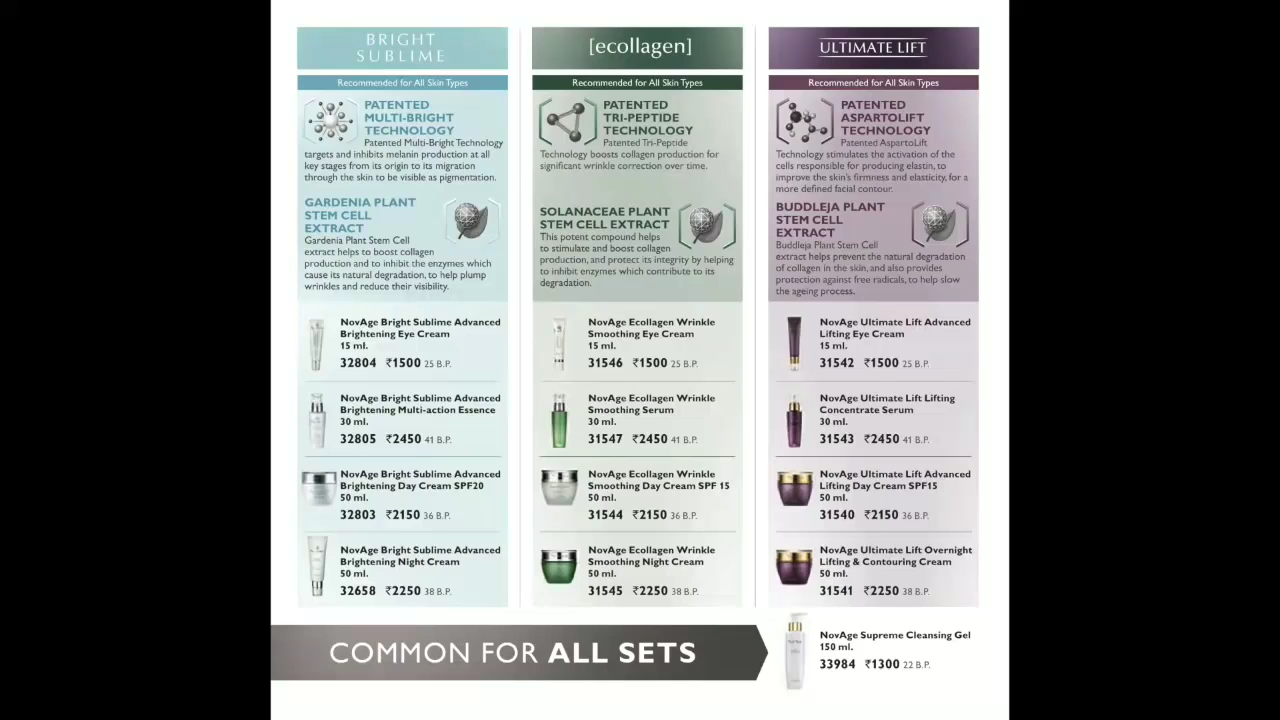 BRIGHT
SUBLIME
Recommended for All Skin Types
PATENTED
MULTI-BRIGHT
TECHNOLOGY
Patented Multi-Bright Technology
targets and inhibits melanin production at all
key stages from its origin to its migration
through the skin to be visible as pigmentation.
GARDENIA PLANT
STEM CELL
EXTRACT
Gardenia Plant Stem Cell
extract helps to boost collagen
production and to inhibit the enzymes which
cause its natural degradation, to help plump
wrinkles and reduce their visibility.
NovAge Bright Sublime Advanced
Brightening Eye Cream
15 ml.
32804 ₹1500 25 B.P.
NovAge Bright Sublime Advanced
Brightening Multi-action Essence
30 ml.
32805 ₹2450 41 B.P.
NovAge Bright Sublime Advanced
Brightening Day Cream SPF20
50 ml.
32803 ₹2150 36 B.P.
NovAge Bright Sublime Advanced
Brightening Night Cream
50 ml.
32658 ₹2250 38 B.P.
[ecollagen]
Recommended for All Skin Types
PATENTED
TRI-PEPTIDE
TECHNOLOGY
Patented Tri-Peptide
Technology boosts collagen production for
significant wrinkle correction over time.
SOLANACEAE PLANT
STEM CELL EXTRACT
This potent compound helps
to stimulate and boost collagen
production, and protect its integrity by helping
to inhibit enzymes which contribute to its
degradation.
NovAge Ecollagen Wrinkle
Smoothing Eye Cream
15 ml.
31546 ₹1500 25 B.P.
NovAge Ecollagen Wrinkle
Smoothing Serum
30 ml.
31547 ₹2450 41 B.P.
NovAge Ecollagen Wrinkle
Smoothing Day Cream SPF 15
50 ml.
31544 ₹2150 36 B.P.
NovAge Ecollagen Wrinkle
Smoothing Night Cream
50 ml.
31545 ₹2250 38 B.P.
ULTIMATE LIFT
Recommended for All Skin Types
PATENTED
ASPARTOLIFT
TECHNOLOGY
Patented AspartoLift
Technology stimulates the activation of the
cells responsible for producing elastin, to
improve the skin's firmness and elasticity, for a
more defined facial contour.
BUDDLEJA PLANT
STEM CELL
EXTRACT
Buddleja Plant Stem Cell
extract helps prevent the natural degradation
of collagen in the skin, and also provides
protection against free radicals, to help slow
the ageing process.
NovAge Ultimate Lift Advanced
Lifting Eye Cream
15 ml.
31542 ₹1500 25 B.P.
NovAge Ultimate Lift Lifting
Concentrate Serum
30 ml.
31543 ₹2450 41 B.P.
NovAge Ultimate Lift Advanced
Lifting Day Cream SPF15
50 ml.
31540 ₹2150 36 B.P.
NovAge Ultimate Lift Overnight
Lifting & Contouring Cream
50 ml.
31541 ₹2250 38 B.P.
COMMON FOR ALL SETS
NovAge Supreme Cleansing Gel
150 ml.
33984 ₹1300 22 B.P.